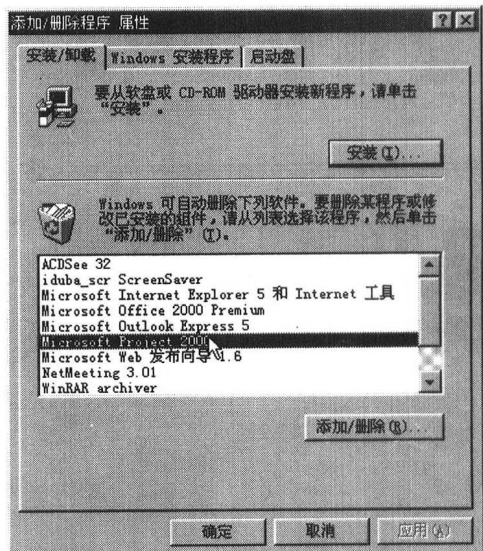 添加/删除程序 属性
安装/卸载 Windows 安装程序 启动盘
要从软盘或 CD-ROM 驱动器安装新程序，请单击
“安装”。
安装(I)...
Windows 可自动删除下列软件。要删除某程序或修
改已安装的组件，请从列表选择该程序，然后单击
“添加/删除”(T)。
ACDSee 32
iduba_scr ScreenSaver
Microsoft Internet Explorer 5 和 Internet 工具
Microsoft Office 2000 Premium
Microsoft Outlook Express 5
Microsoft Project 2000
Microsoft Web 发布向导 1.6
NetMeeting 3.01
WinRAR archiver
添加/删除(R)...
确定 取消 应用(A)